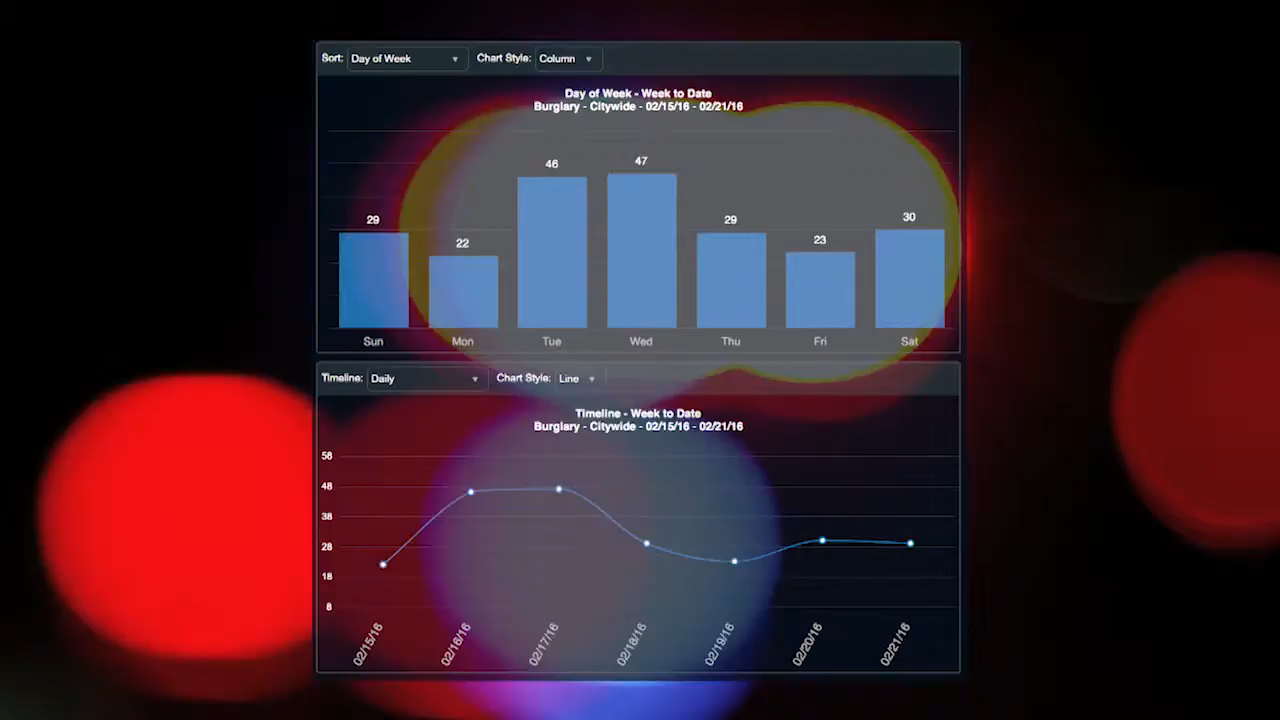 Sort: Day of Week Chart Style: Column
Day of Week - Week to Date
Burglary - Citywide - 02/15/16 - 02/21/16
29 22 46 47 29 23 30
Sun Mon Tue Wed Thu Fri Sat
Timeline: Daily Chart Style: Line
Timeline - Week to Date
Burglary - Citywide - 02/15/16 - 02/21/16
58
48
38
28
18
8
02/15/16 02/16/16 02/17/16 02/18/16 02/19/16 02/20/16 02/21/16